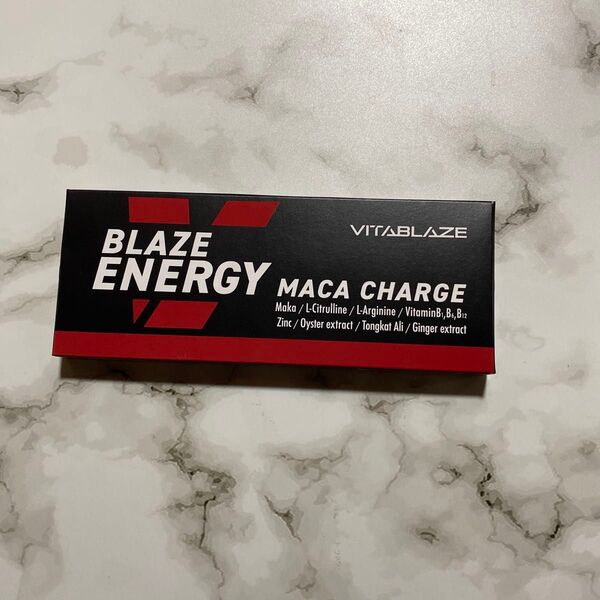 VITABLAZE
BLAZE
ENERGY MACA CHARGE
Maka / L-Citrulline / L-Arginine / VitaminB₁,B₆,B₁₂
Zinc / Oyster extract / Tongkat Ali / Ginger extract